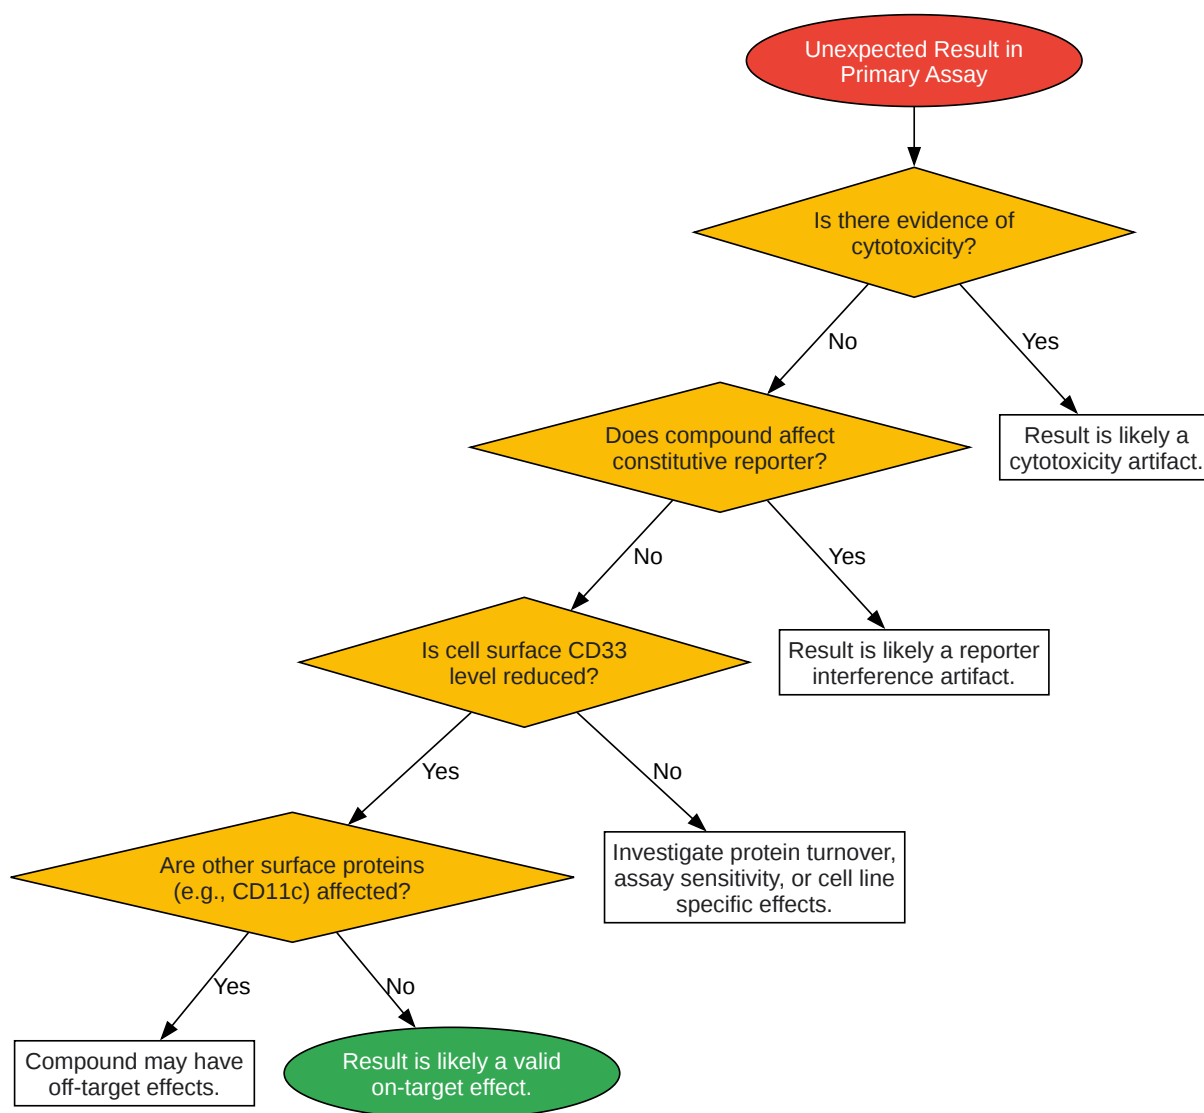 Unexpected Result in
Primary Assay
Is there evidence of
cytotoxicity?
No
Yes
Does compound affect
constitutive reporter?
Result is likely a
cytotoxicity artifact.
No
Yes
Is cell surface CD33
level reduced?
Result is likely a reporter
interference artifact.
Yes
No
Are other surface proteins
(e.g., CD11c) affected?
Investigate protein turnover,
assay sensitivity, or cell line
specific effects.
Yes
No
Compound may have
off-target effects.
Result is likely a valid
on-target effect.